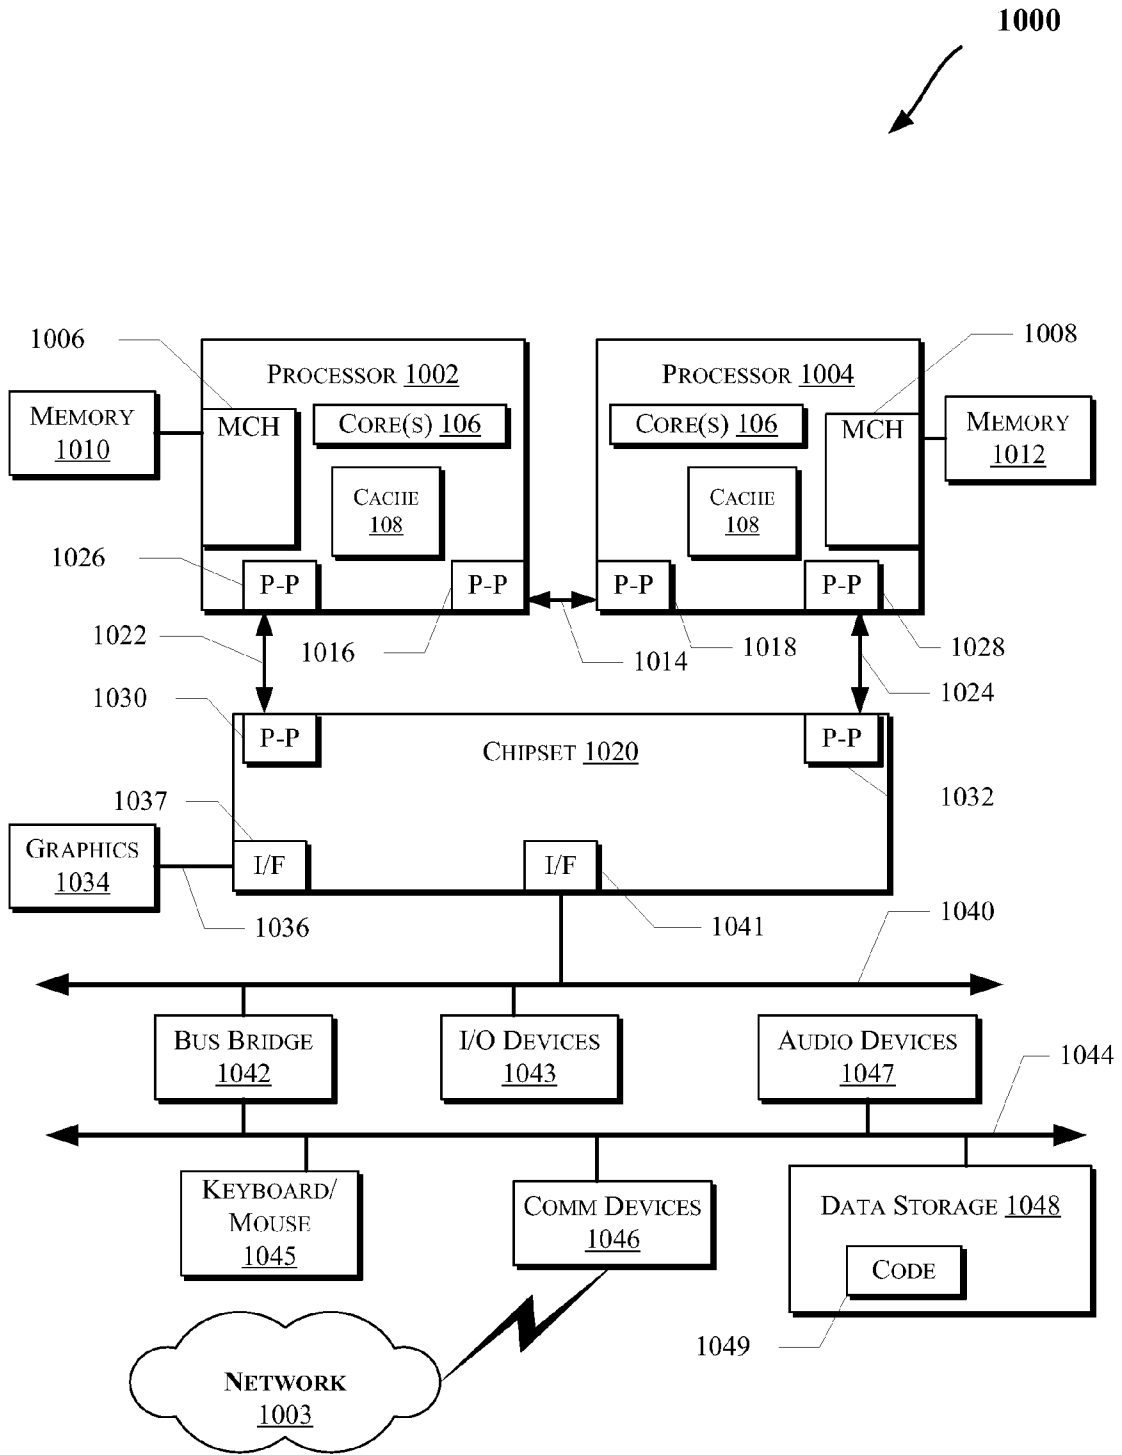 1000
1006
1008
PROCESSOR 1002
PROCESSOR 1004
MEMORY
1010
MCH
CORE(S) 106
CORE(S) 106
MCH
MEMORY
1012
CACHE
108
CACHE
108
1026
P-P
P-P
P-P
P-P
1022
1016
1014
1018
1028
1024
1030
P-P
CHIPSET 1020
P-P
1037
1032
GRAPHICS
1034
I/F
I/F
1036
1041
1040
BUS BRIDGE
1042
I/O DEVICES
1043
AUDIO DEVICES
1047
1044
KEYBOARD/
MOUSE
1045
COMM DEVICES
1046
DATA STORAGE 1048
CODE
1049
NETWORK
1003